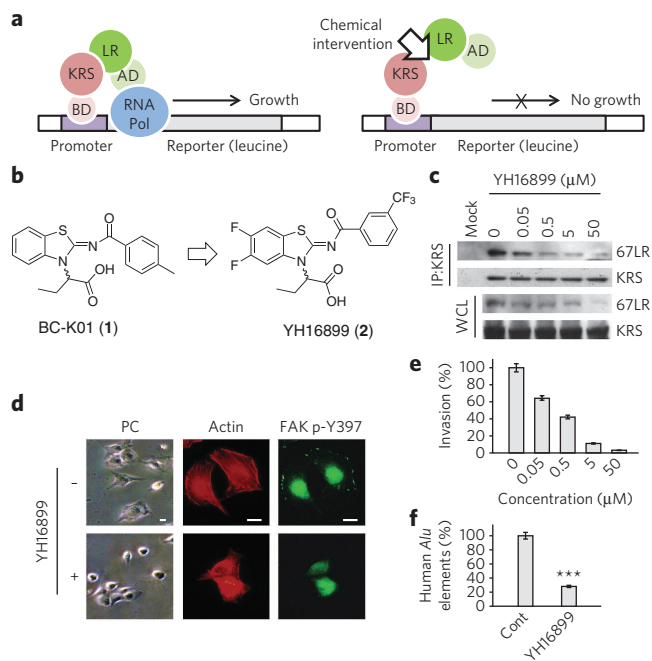 a
LR
KRS
AD
BD
RNA
Pol
Growth
Promoter
Reporter (leucine)
Chemical
intervention
LR
AD
KRS
BD
No growth
Promoter
Reporter (leucine)
b
S
N
N
O
OH
O
BC-K01 (1)
F
F
S
N
N
O
CF3
O
OH
YH16899 (2)
c
YH16899 (μM)
Mock
0
0.05
0.5
5
50
IP:KRS
67LR
KRS
WCL
67LR
KRS
d
PC
Actin
FAK p-Y397
YH16899
–
+
e
Invasion (%)
100
80
60
40
20
0
0
0.05
0.5
5
50
Concentration (μM)
f
Human Alu
elements (%)
100
80
60
40
20
0
***
Cont
YH16899